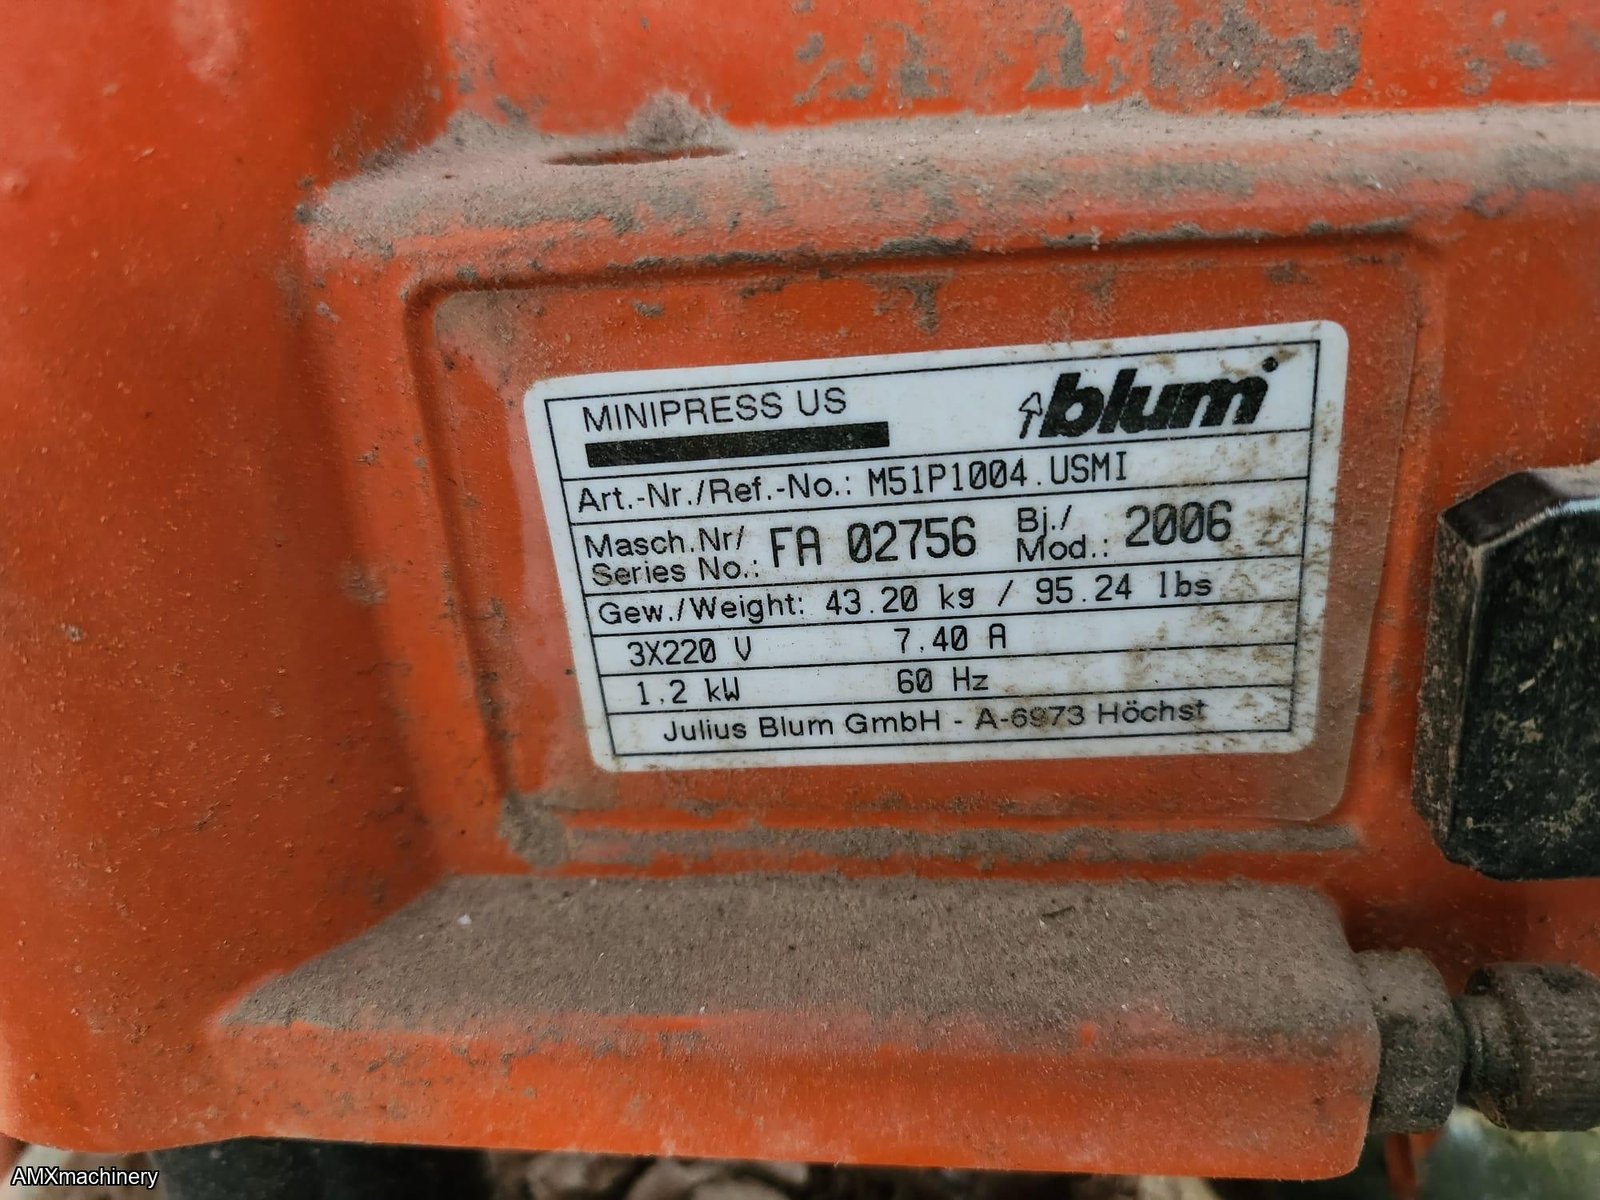 MINIPRESS US
blum
Art.-Nr./Ref.-No.: M51P1004.USMI
Masch.Nr/ Series No.: FA 02756 Bj./ Mod.: 2006
Gew./Weight: 43.20 kg / 95.24 lbs
3X220 V 7.40 A
1.2 kW 60 Hz
Julius Blum GmbH - A-6973 Höchst
AMXmachinery